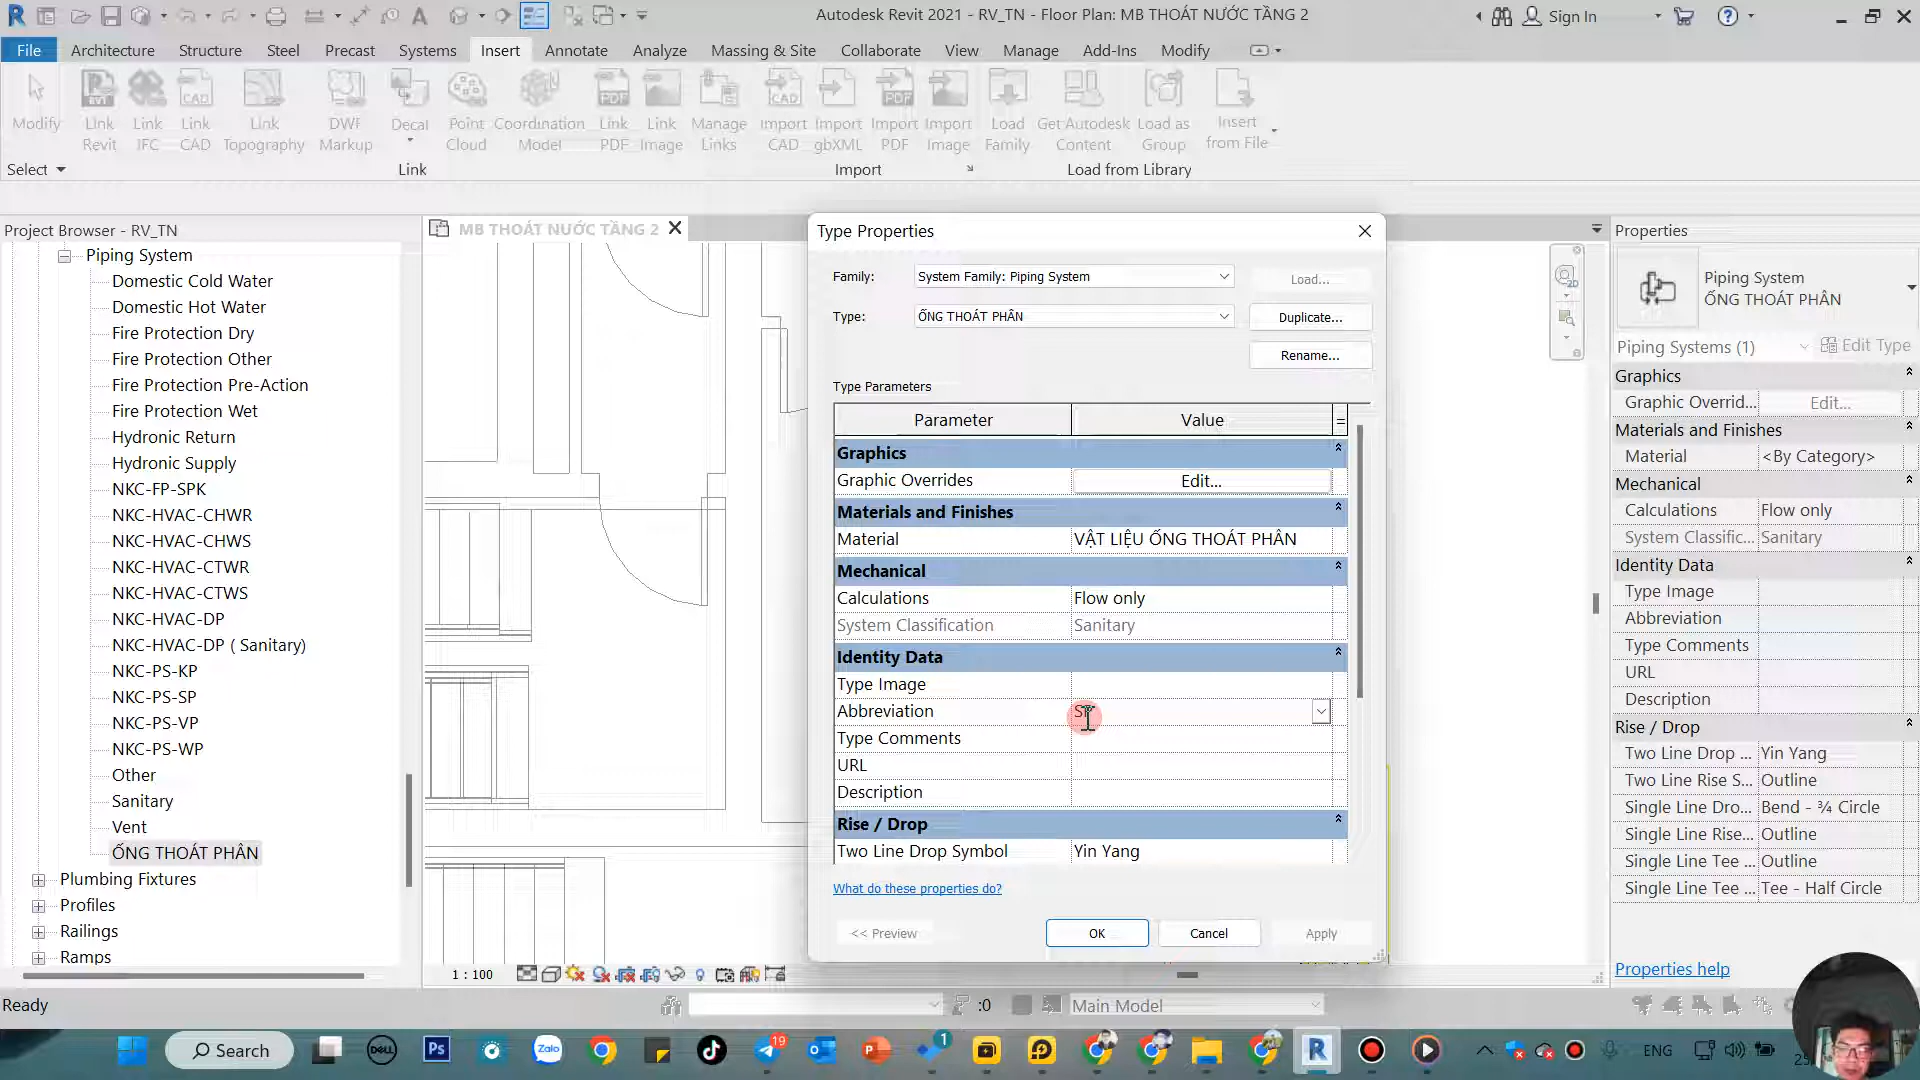 Autodesk Revit 2021 - RV_TN - Floor Plan: MB THOÁT NƯỚC TẦNG 2
Sign In
File
Architecture
Structure
Steel
Precast
Systems
Insert
Annotate
Analyze
Massing & Site
Collaborate
View
Manage
Add-Ins
Modify
Modify
Link Revit
Link IFC
Link CAD
Link Topography
DWF Markup
Decal
Point Cloud
Coordination Model
Link PDF
Link Image
Manage Links
Import CAD
Import gbXML
Import PDF
Import Image
Load Family
Get Autodesk Content
Load as Group
Insert from File
Select
Link
Import
Load from Library
Project Browser - RV_TN
Piping System
Domestic Cold Water
Domestic Hot Water
Fire Protection Dry
Fire Protection Other
Fire Protection Pre-Action
Fire Protection Wet
Hydronic Return
Hydronic Supply
NKC-FP-SPK
NKC-HVAC-CHWR
NKC-HVAC-CHWS
NKC-HVAC-CTWR
NKC-HVAC-CTWS
NKC-HVAC-DP
NKC-HVAC-DP ( Sanitary)
NKC-PS-KP
NKC-PS-SP
NKC-PS-VP
NKC-PS-WP
Other
Sanitary
Vent
ỐNG THOÁT PHÂN
Plumbing Fixtures
Profiles
Railings
Ramps
MB THOÁT NƯỚC TẦNG 2
Type Properties
Family:
System Family: Piping System
Load...
Type:
ỐNG THOÁT PHÂN
Duplicate...
Rename...
Type Parameters
Parameter
Value
=
Graphics
Graphic Overrides
Edit...
Materials and Finishes
Material
VẬT LIỆU ỐNG THOÁT PHÂN
Mechanical
Calculations
Flow only
System Classification
Sanitary
Identity Data
Type Image
Abbreviation
Type Comments
URL
Description
Rise / Drop
Two Line Drop Symbol
Yin Yang
What do these properties do?
<< Preview
OK
Cancel
Apply
Properties
Piping System
ỐNG THOÁT PHÂN
Piping Systems (1)
Edit Type
Graphics
Graphic Overrid...
Edit...
Materials and Finishes
Material
<By Category>
Mechanical
Calculations
Flow only
System Classific...
Sanitary
Identity Data
Type Image
Abbreviation
Type Comments
URL
Description
Rise / Drop
Two Line Drop ...
Yin Yang
Two Line Rise S...
Outline
Single Line Dro...
Bend - ¾ Circle
Single Line Rise...
Outline
Single Line Tee ...
Outline
Single Line Tee ...
Tee - Half Circle
Properties help
1 : 100
Ready
:0
Main Model
Search
DELL
Ps
Zalo
19
1
R
ENG